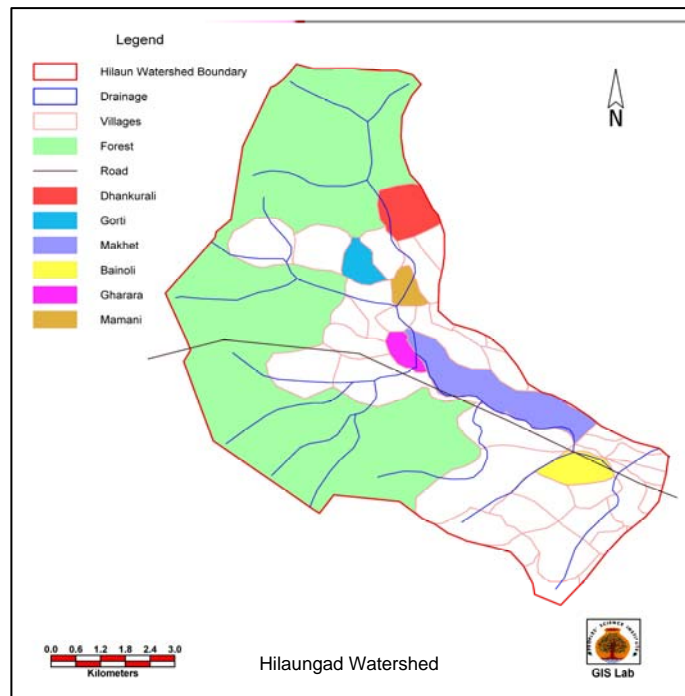 Legend
Hilaun Watershed Boundary
Drainage
Villages
Forest
Road
Dhankurali
Gorti
Makhet
Bainoli
Gharara
Mamani
N
0.0 0.6 1.2 1.8 2.4 3.0
Kilometers
Hilaungad Watershed
GIS Lab